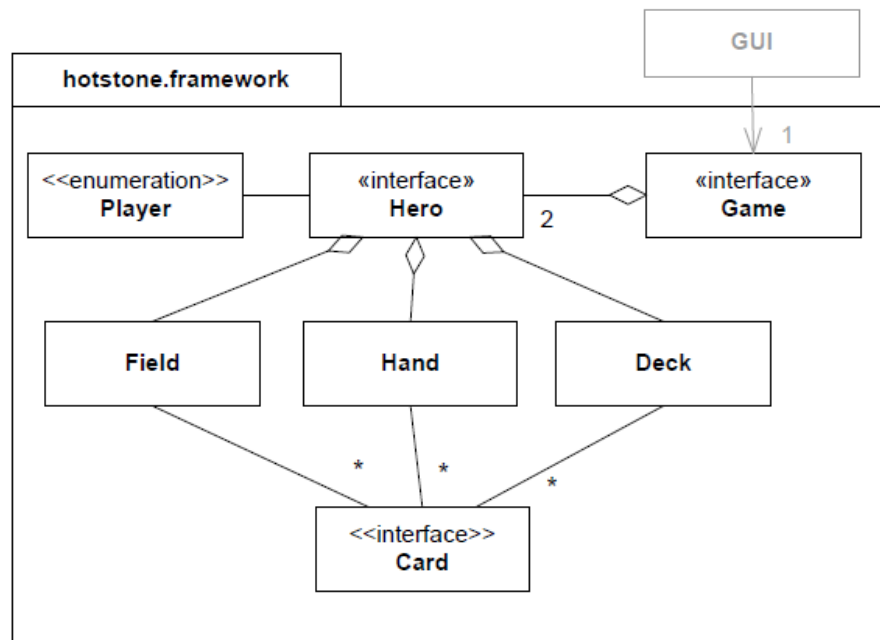 GUI
hotstone.framework
1
<<enumeration>>
Player
«interface»
Hero
2
«interface»
Game
Field
Hand
Deck
*
*
*
<<interface>>
Card